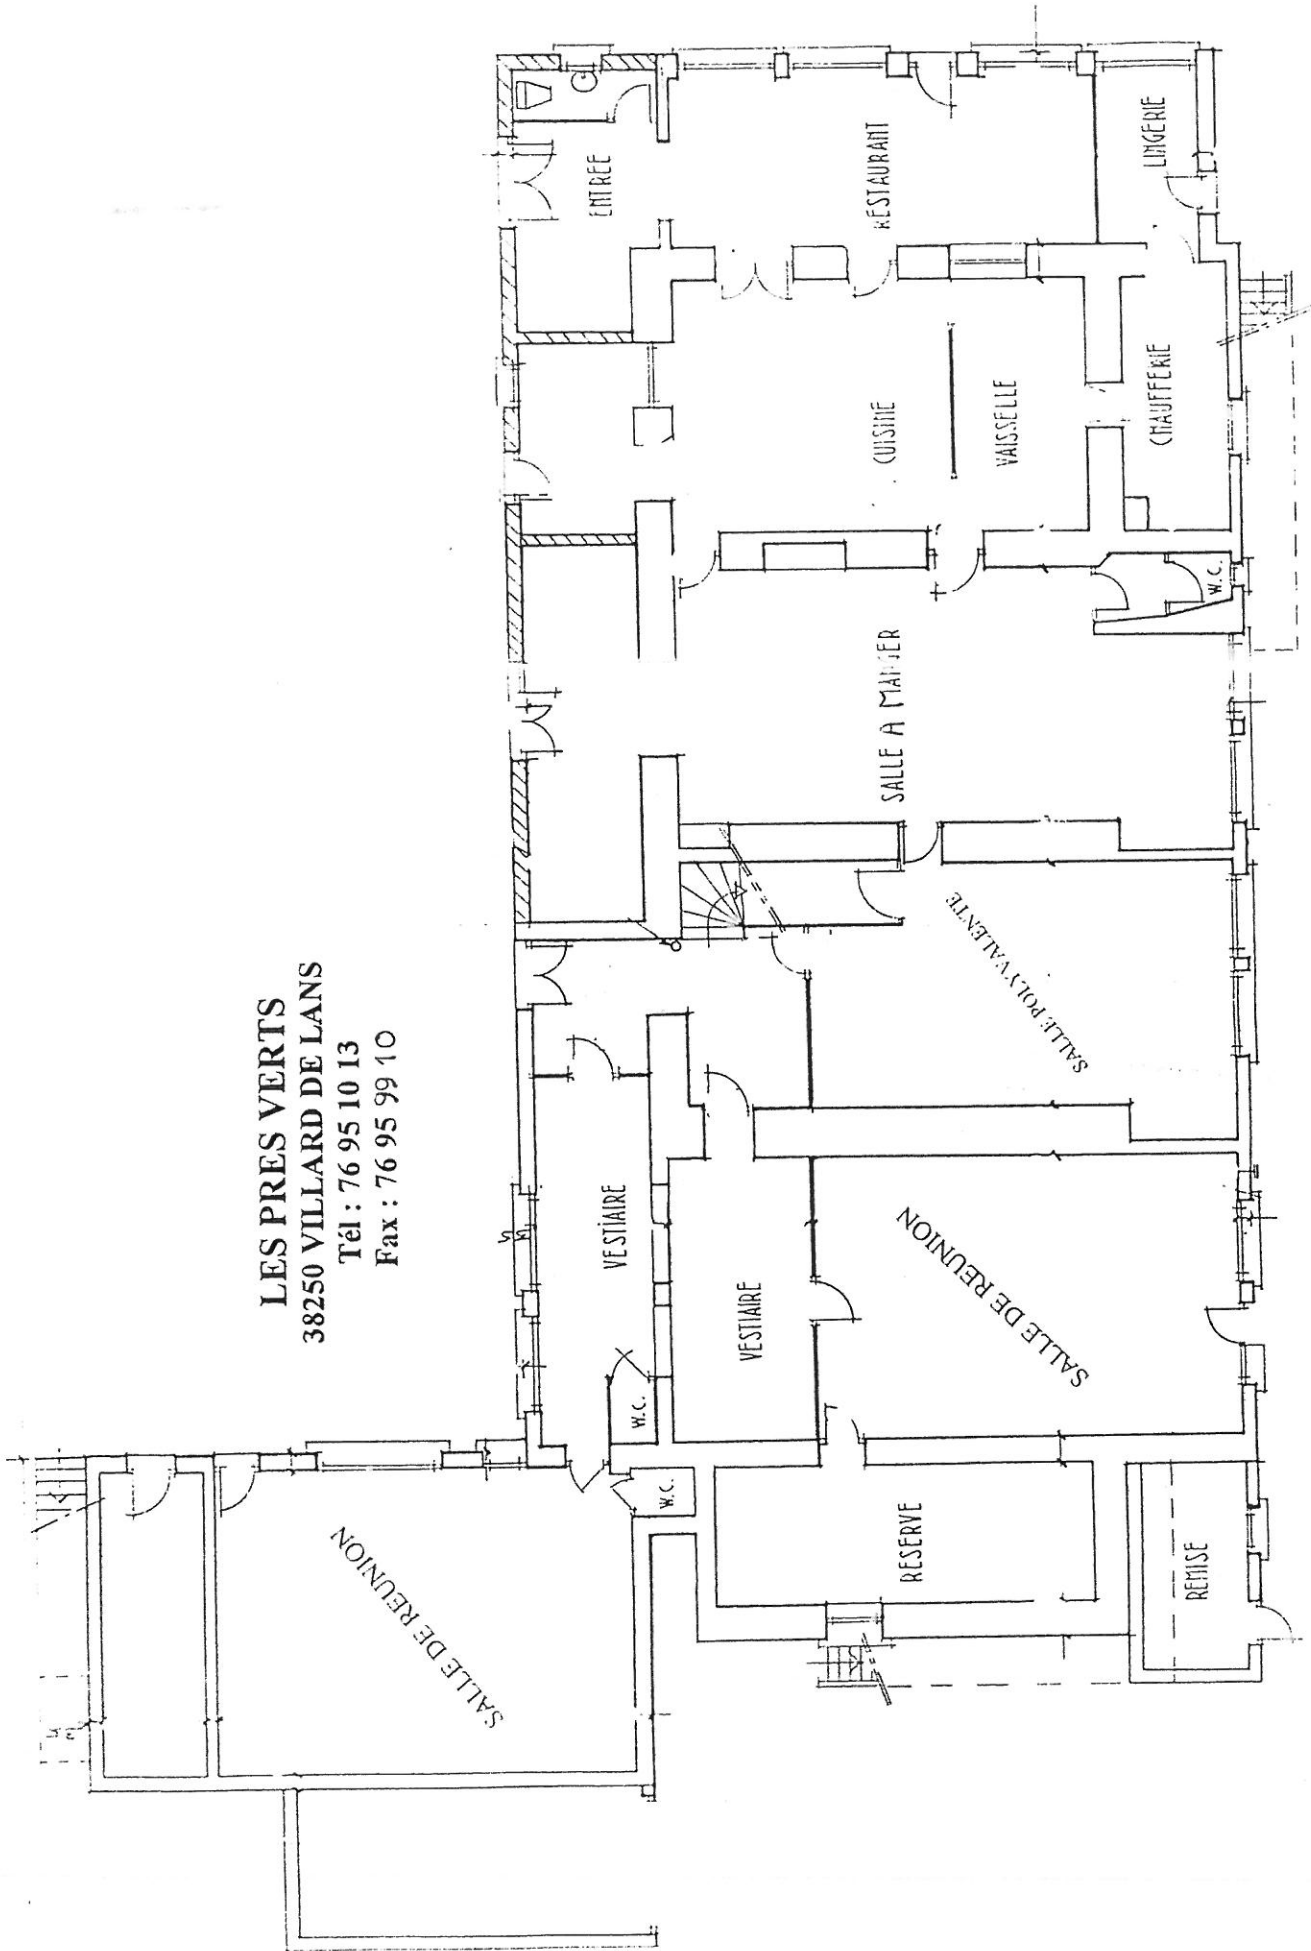 LES PRES VERTS
38250 VILLARD DE LANS
Tél : 76 95 10 13
Fax : 76 95 99 10
SALLE DE REUNION
W.C.
W.C.
VESTIAIRE
ENTREE
VESTIAIRE
RESERVE
SALLE DE REUNION
SALLE POLYVALENTE
SALLE A MANGER
CUISINE
RESTAURANT
VAISSELLE
REMISE
W.C.
CHAUFFERIE
LINGERIE